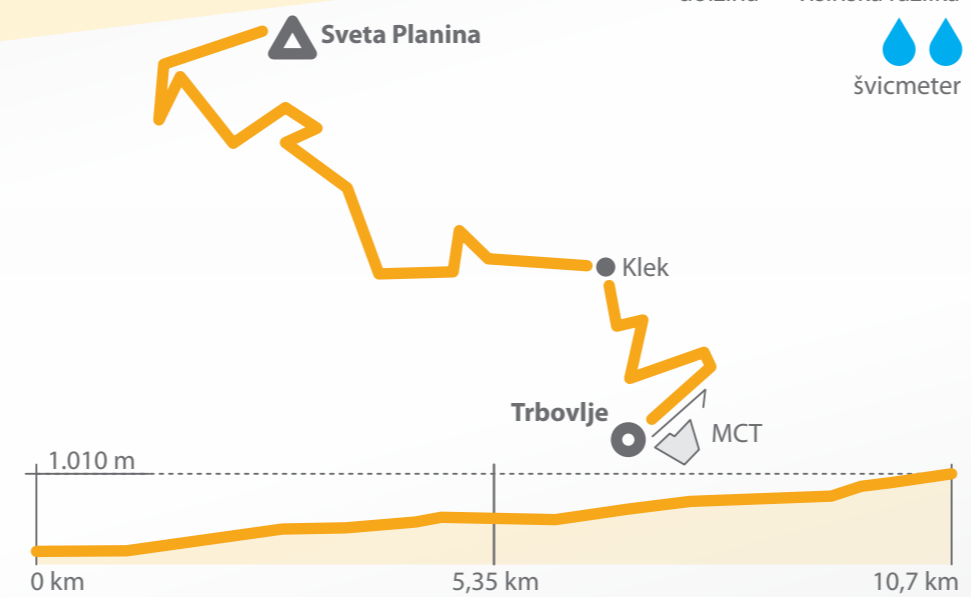 Sveta Planina
švicmeter
Klek
Trbovlje
MCT
1.010 m
0 km
5,35 km
10,7 km